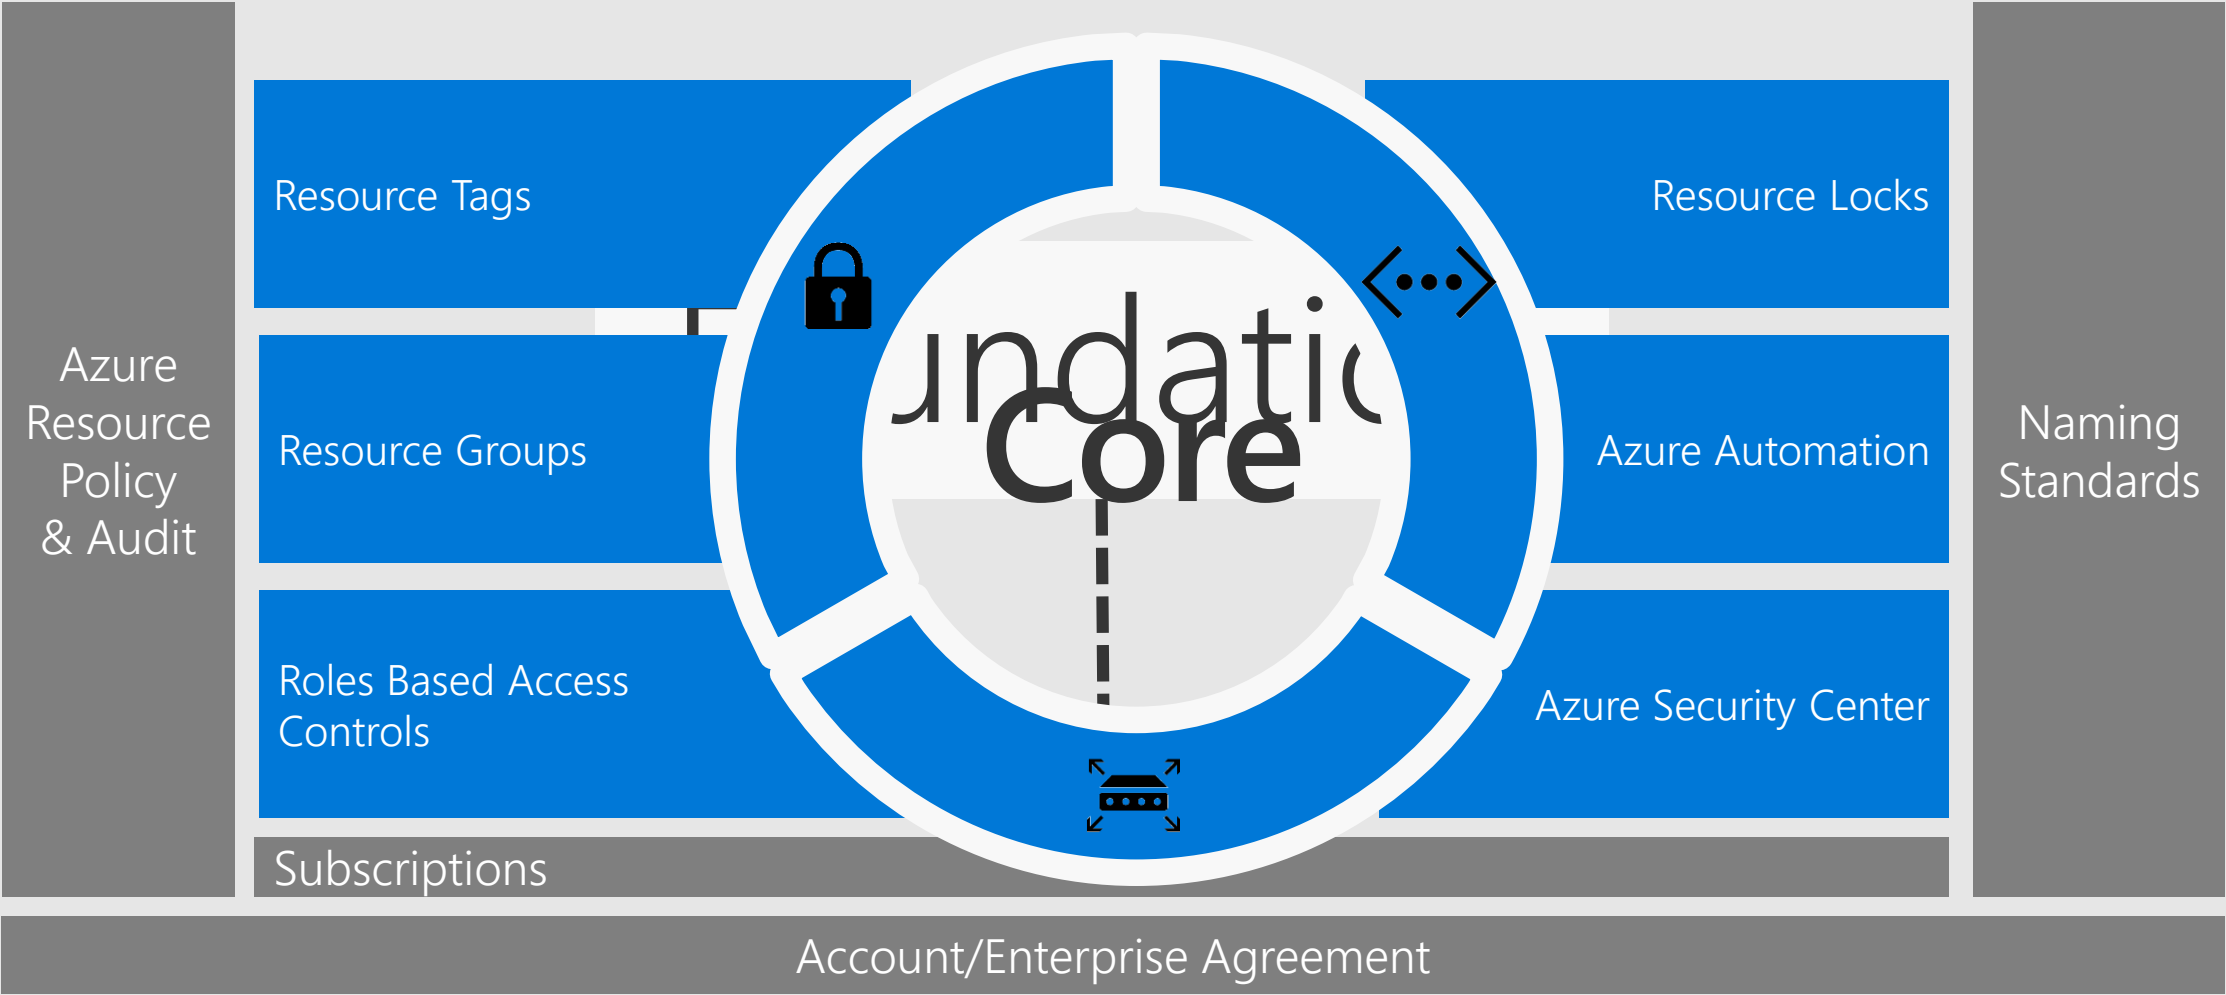 Resource Tags
Resource Locks
Azure
Resource
Policy
& Audit
Resource Groups
Core
Azure Automation
Naming
Standards
Roles Based Access
Controls
Azure Security Center
Subscriptions
Account/Enterprise Agreement